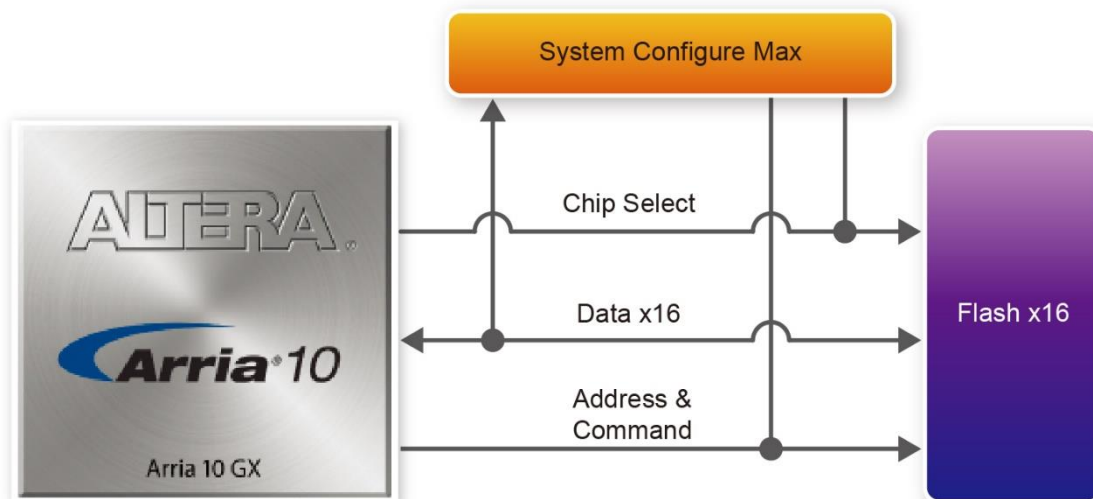 System Configure Max
ALTERA®
Chip Select
Data x16
Flash x16
Arria® 10
Address &
Command
Arria 10 GX